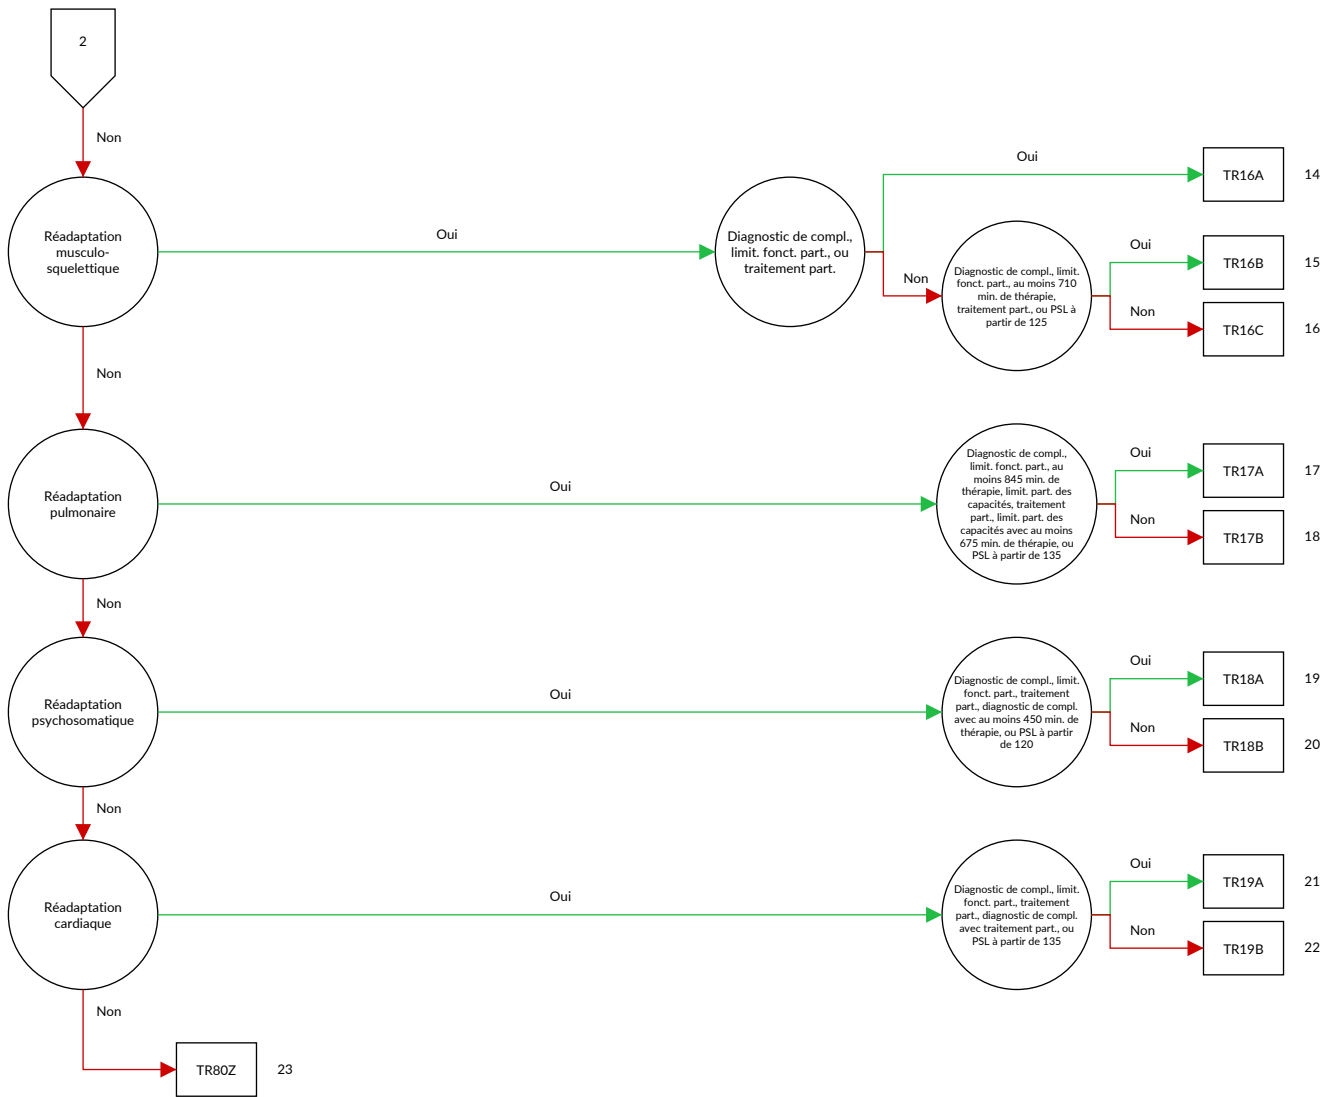 2
Non
Réadaptation
musculo-
squelettique
Oui
Diagnostic de compl.,
limit. fonct. part., ou
traitement part.
Oui
TR16A
14
Non
Diagnostic de compl., limit.
fonct. part., au moins 710
min. de thérapie,
traitement part., ou PSL à
partir de 125
Oui
TR16B
15
Non
TR16C
16
Non
Réadaptation
pulmonaire
Oui
Diagnostic de compl.,
limit. fonct. part., au
moins 845 min. de
thérapie, limit. part. des
capacités, traitement
part., limit. part. des
capacités avec au moins
675 min. de thérapie, ou
PSL à partir de 135
Oui
TR17A
17
Non
TR17B
18
Non
Réadaptation
psychosomatique
Oui
Diagnostic de compl., limit.
fonct. part., traitement
part., diagnostic de compl.
avec au moins 450 min. de
thérapie, ou PSL à partir
de 120
Oui
TR18A
19
Non
TR18B
20
Non
Réadaptation
cardiaque
Oui
Diagnostic de compl., limit.
fonct. part., traitement
part., diagnostic de compl.
avec traitement part., ou
PSL à partir de 135
Oui
TR19A
21
Non
TR19B
22
Non
TR80Z
23